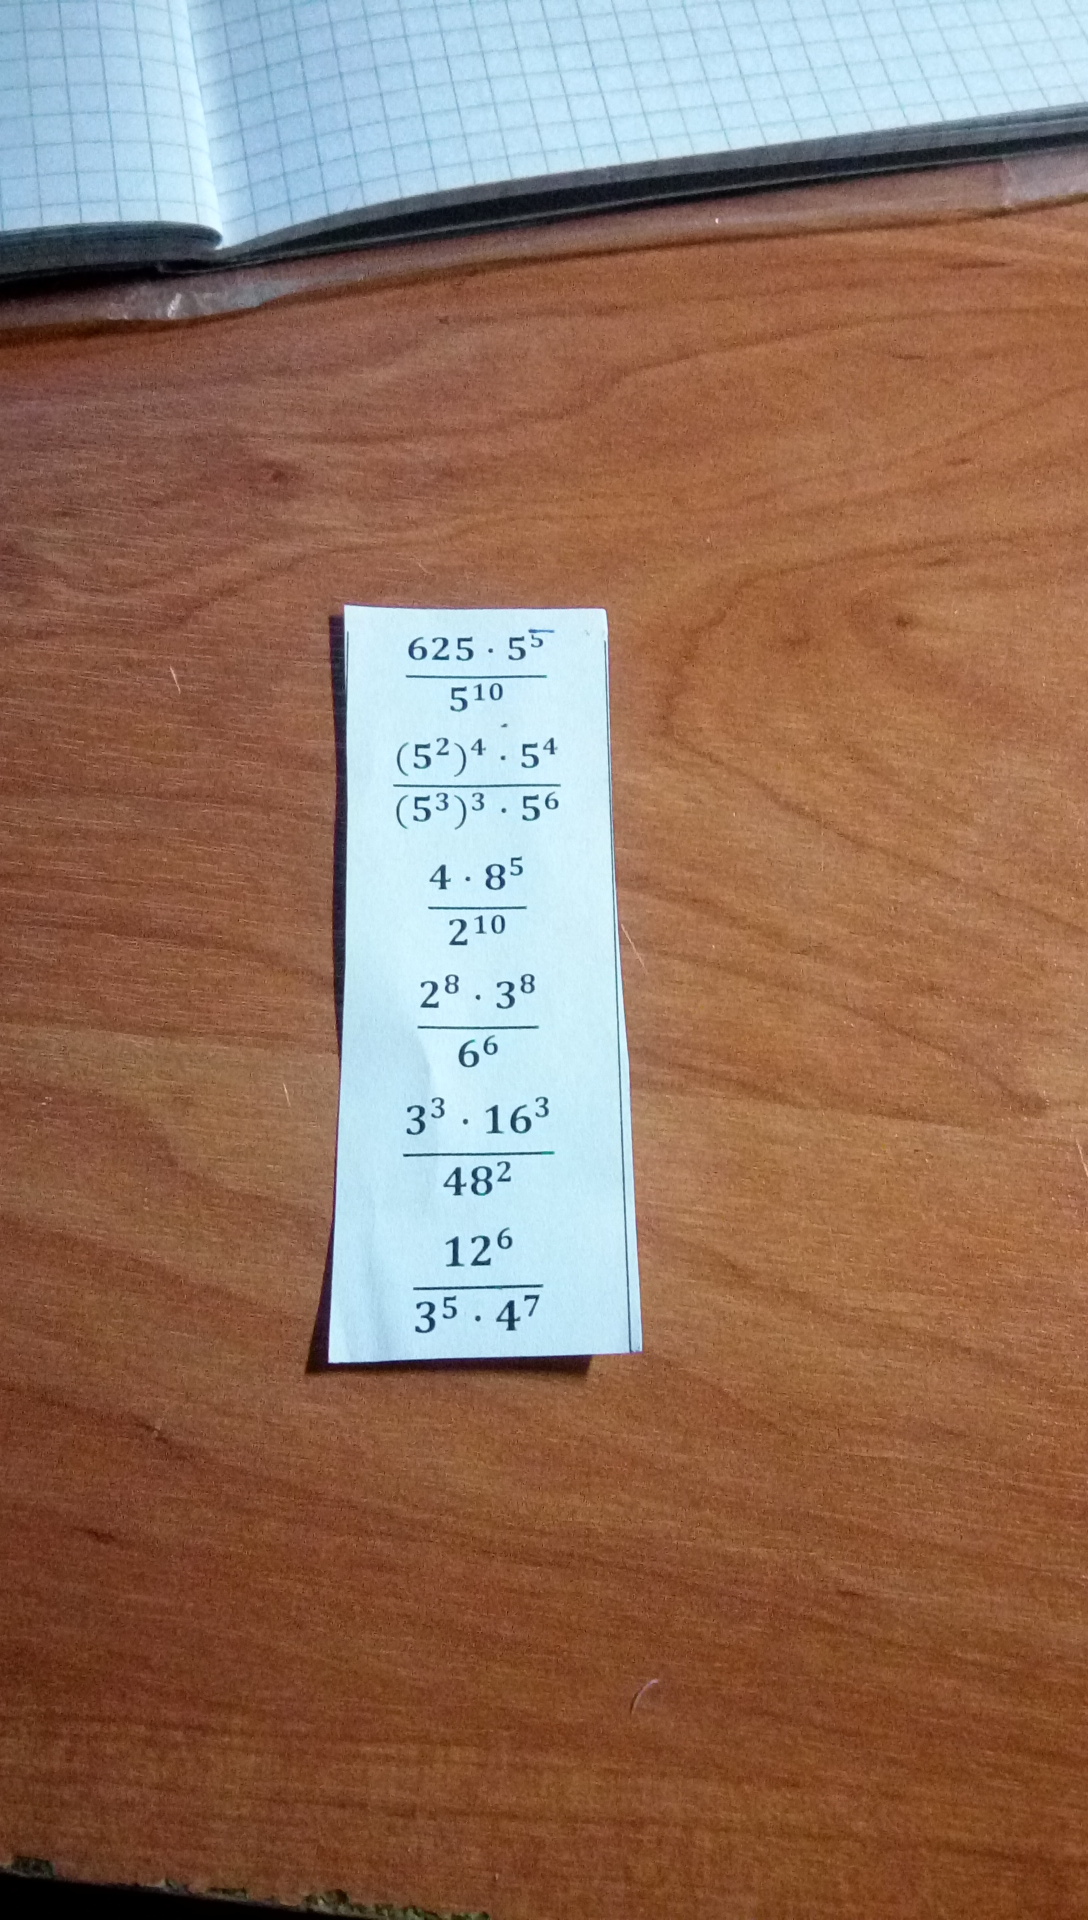 625 · 5⁵
5¹⁰
(5²)⁴ · 5⁴
(5³)³ · 5⁶
4 · 8⁵
2¹⁰
2⁸ · 3⁸
6⁶
3³ · 16³
48²
12⁶
3⁵ · 4⁷